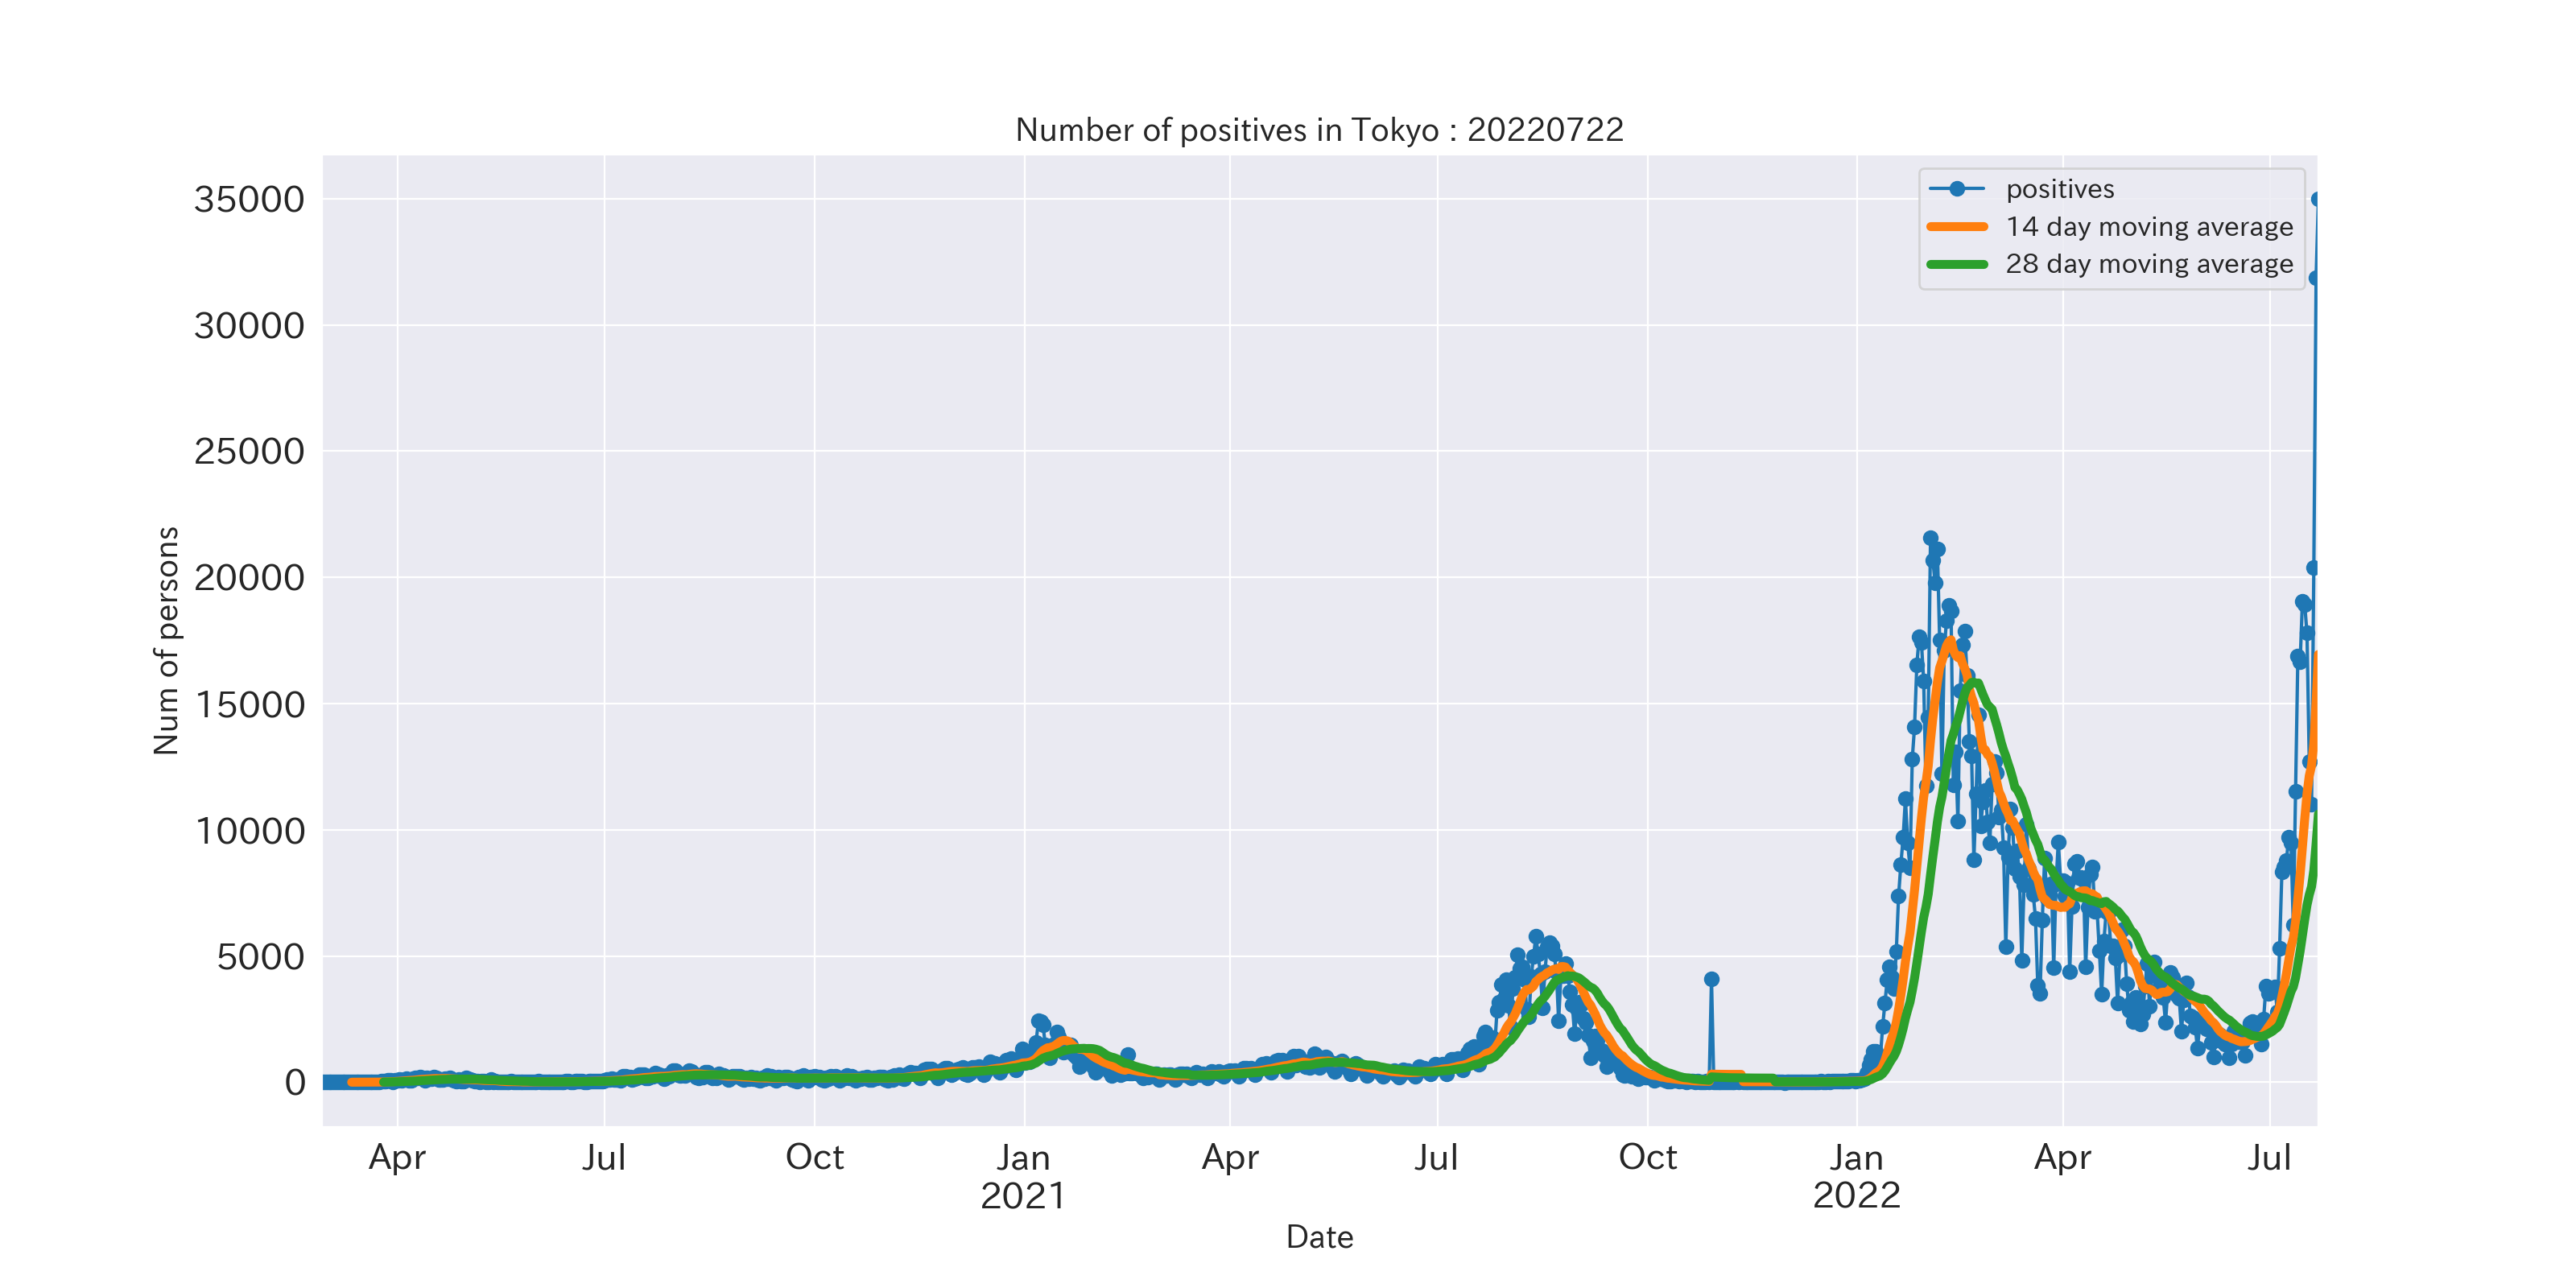 Number of positives in Tokyo : 20220722
positives
14 day moving average
28 day moving average
35000
30000
25000
20000
15000
10000
5000
0
Num of persons
Apr
Jul
Oct
Jan
2021
Apr
Jul
Oct
Jan
2022
Apr
Jul
Date